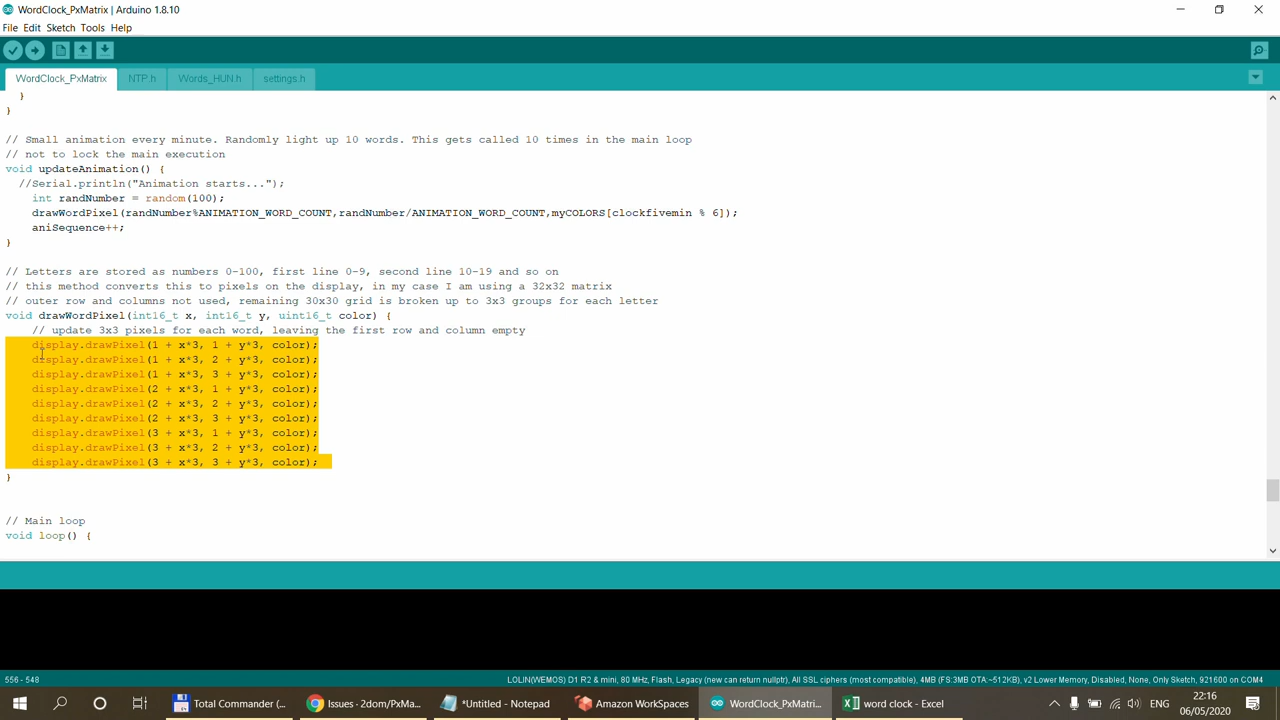 WordClock_PxMatrix | Arduino 1.8.10
File Edit Sketch Tools Help
WordClock_PxMatrix NTP.h Words_HUN.h settings.h
}
}
// Small animation every minute. Randomly light up 10 words. This gets called 10 times in the main loop
// not to lock the main execution
void updateAnimation() {
//Serial.println("Animation starts...");
int randNumber = random(100);
drawWordPixel(randNumber%ANIMATION_WORD_COUNT,randNumber/ANIMATION_WORD_COUNT,myCOLORS[clockfivemin % 6]);
aniSequence++;
}
// Letters are stored as numbers 0-100, first line 0-9, second line 10-19 and so on
// this method converts this to pixels on the display, in my case I am using a 32x32 matrix
// outer row and columns not used, remaining 30x30 grid is broken up to 3x3 groups for each letter
void drawWordPixel(int16_t x, int16_t y, uint16_t color) {
// update 3x3 pixels for each word, leaving the first row and column empty
display.drawPixel(1 + x*3, 1 + y*3, color);
display.drawPixel(1 + x*3, 2 + y*3, color);
display.drawPixel(1 + x*3, 3 + y*3, color);
display.drawPixel(2 + x*3, 1 + y*3, color);
display.drawPixel(2 + x*3, 2 + y*3, color);
display.drawPixel(2 + x*3, 3 + y*3, color);
display.drawPixel(3 + x*3, 1 + y*3, color);
display.drawPixel(3 + x*3, 2 + y*3, color);
display.drawPixel(3 + x*3, 3 + y*3, color);
}
// Main loop
void loop() {
556 - 548 LOLIN(WEMOS) D1 R2 & mini, 80 MHz, Flash, Legacy (new can return nullptr), All SSL ciphers (most compatible), 4MB (FS:3MB OTA:~512KB), v2 Lower Memory, Disabled, None, Only Sketch, 921600 on COM4
Total Commander (... Issues · 2dom/PxMa... *Untitled - Notepad Amazon WorkSpaces WordClock_PxMatri... word clock - Excel ENG 22:16
06/05/2020